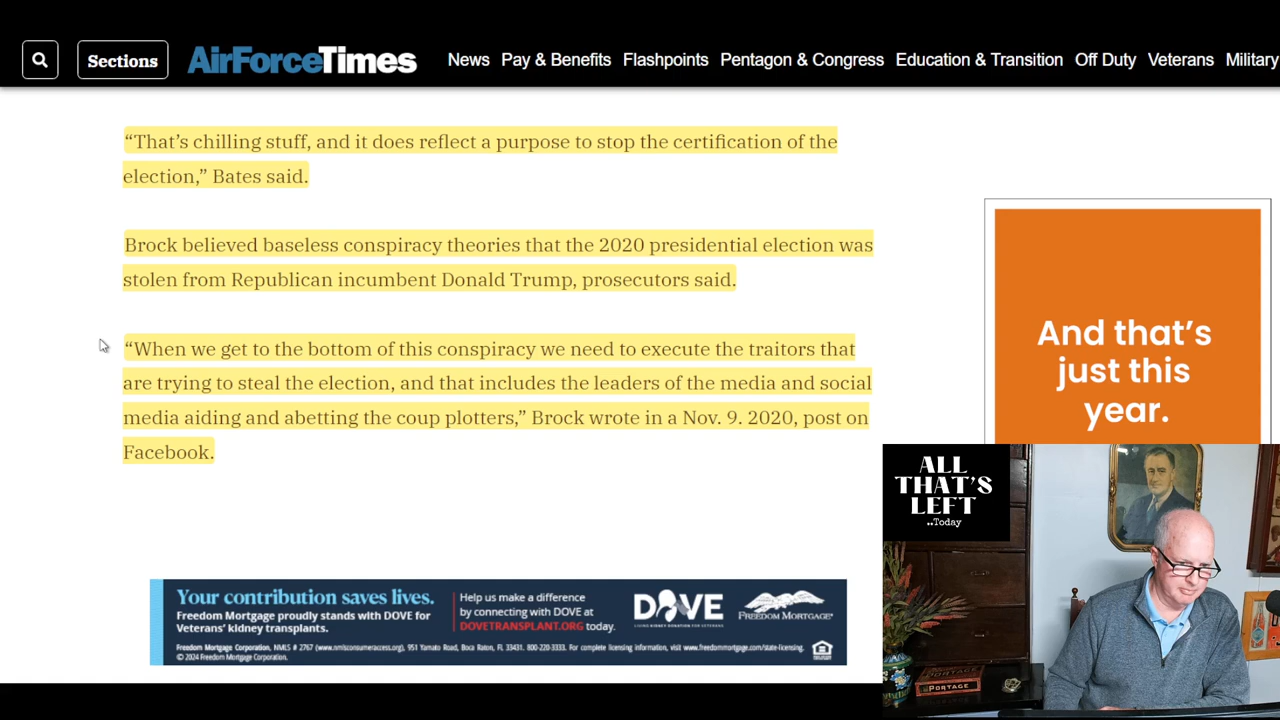 Sections
AirForceTimes
News Pay & Benefits Flashpoints Pentagon & Congress Education & Transition Off Duty Veterans Military
“That’s chilling stuff, and it does reflect a purpose to stop the certification of the
election,” Bates said.
Brock believed baseless conspiracy theories that the 2020 presidential election was
stolen from Republican incumbent Donald Trump, prosecutors said.
“When we get to the bottom of this conspiracy we need to execute the traitors that
are trying to steal the election, and that includes the leaders of the media and social
media aiding and abetting the coup plotters,” Brock wrote in a Nov. 9. 2020, post on
Facebook.
And that’s
just this
year.
ALL
THAT’S
LEFT
..Today
PORTAGE
Your contribution saves lives.
Freedom Mortgage proudly stands with DOVE for
Veterans’ kidney transplants.
Help us make a difference
by connecting with DOVE at
DOVETRANSPLANT.ORG today.
DOVE
LIVING KIDNEY DONATION FOR VETERANS
FREEDOM MORTGAGE®
Freedom Mortgage Corporation, NMLS # 2767 (www.nmlsconsumeraccess.org), 951 Yamato Road, Boca Raton, FL 33431. 800-220-3333. For complete licensing information, visit www.freedommortgage.com/state-licensing.
© 2024 Freedom Mortgage Corporation.